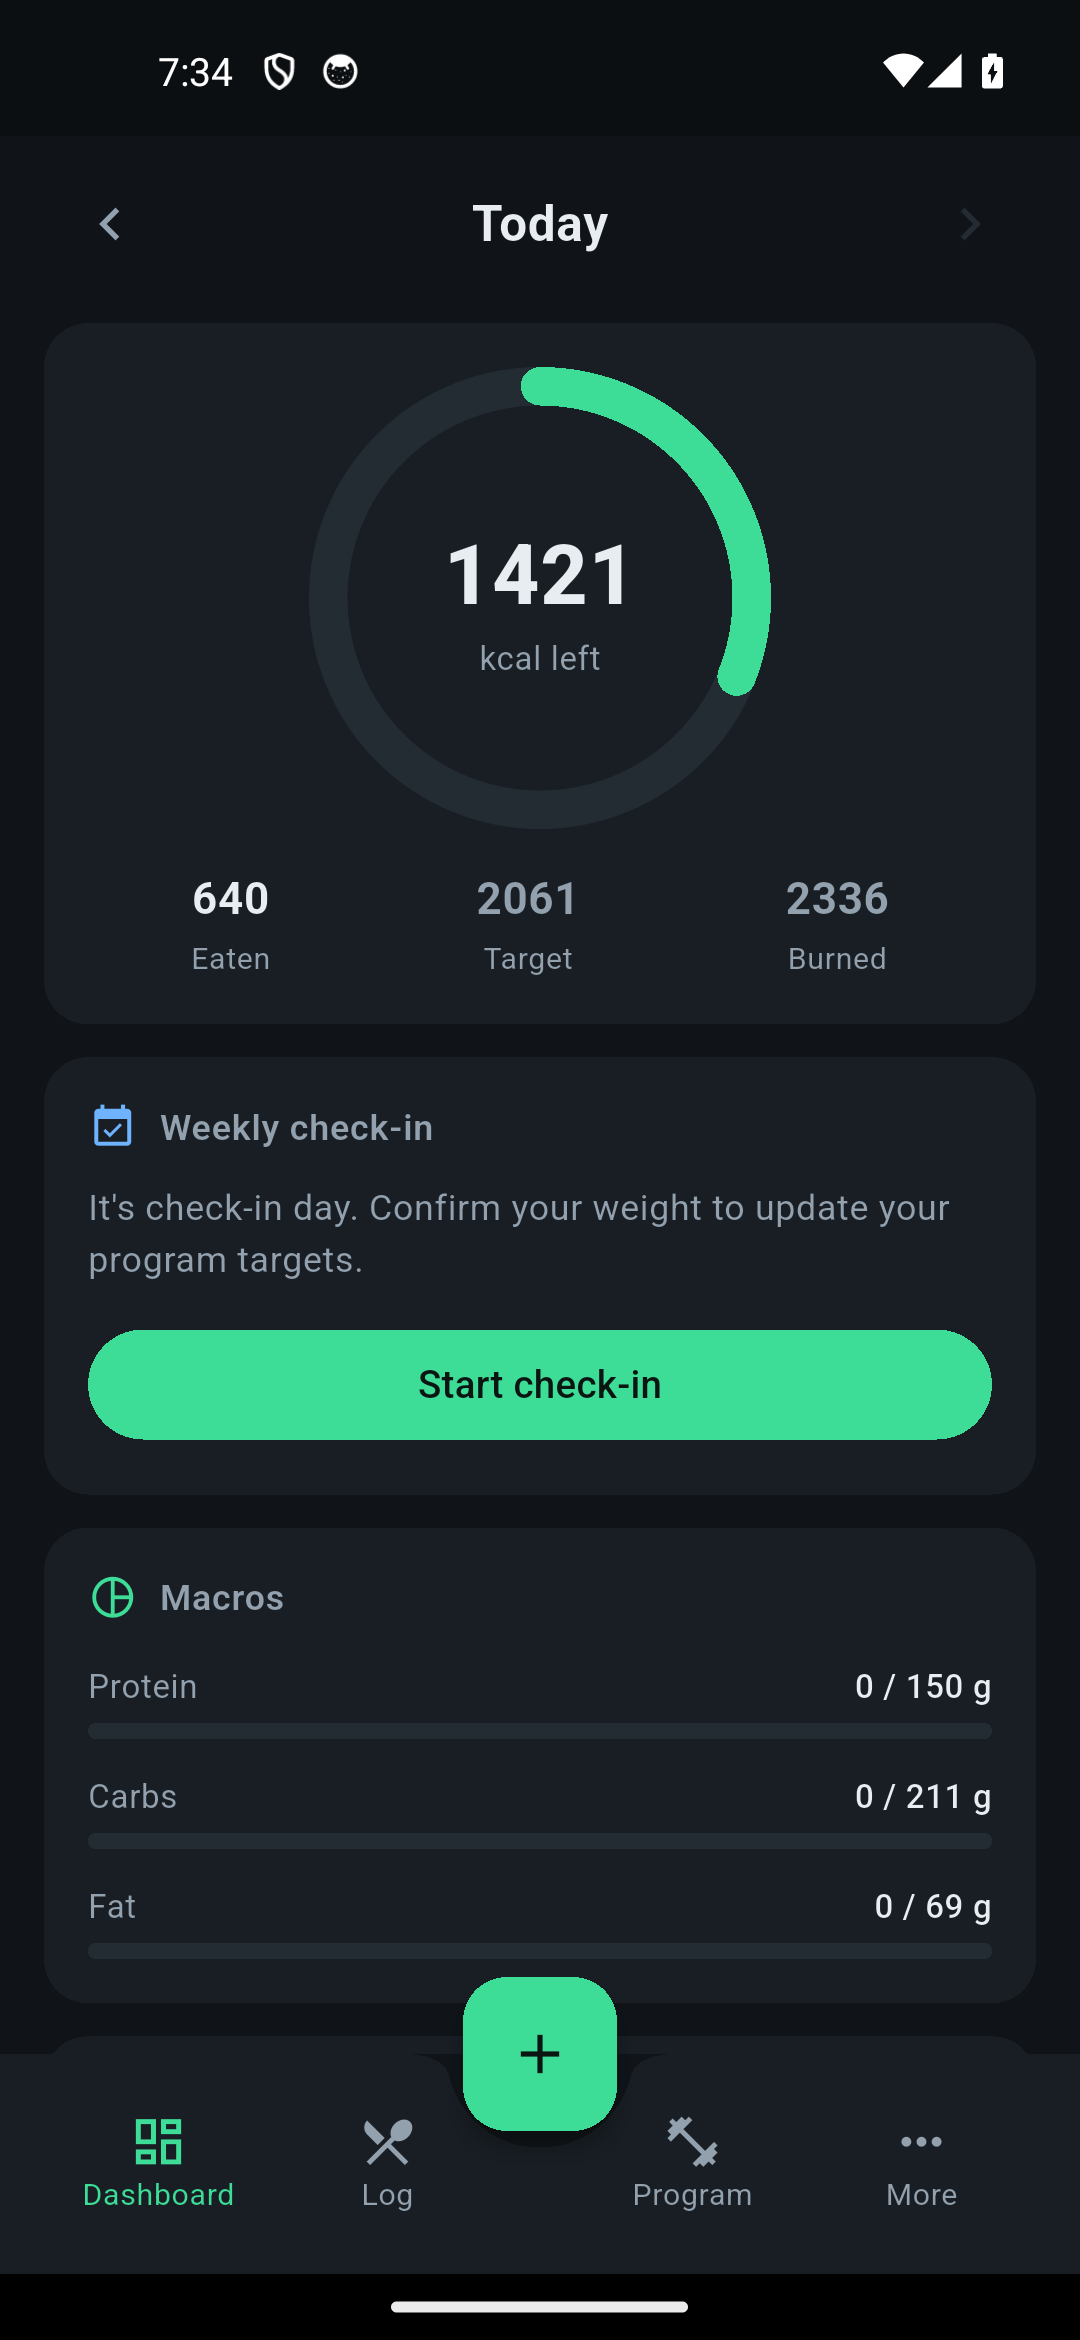 7:34
Today
1421
kcal left
640 2061 2336
Eaten Target Burned
Weekly check-in
It's check-in day. Confirm your weight to update your
program targets.
Start check-in
Macros
Protein 0 / 150 g
Carbs 0 / 211 g
Fat 0 / 69 g
Dashboard Log Program More